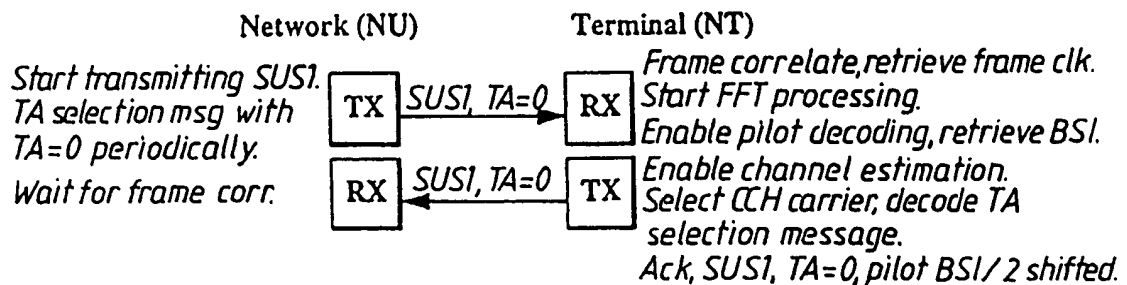 Network (NU)
Terminal (NT)
Start transmitting SUS1.
TA selection msg with
TA=0 periodically.
Wait for frame corr.
TX
SUS1, TA=0
RX
RX
SUS1, TA=0
TX
Frame correlate, retrieve frame clk.
Start FFT processing.
Enable pilot decoding, retrieve BSI.
Enable channel estimation.
Select CCH carrier, decode TA
selection message.
Ack, SUS1, TA=0, pilot BSI/2 shifted.